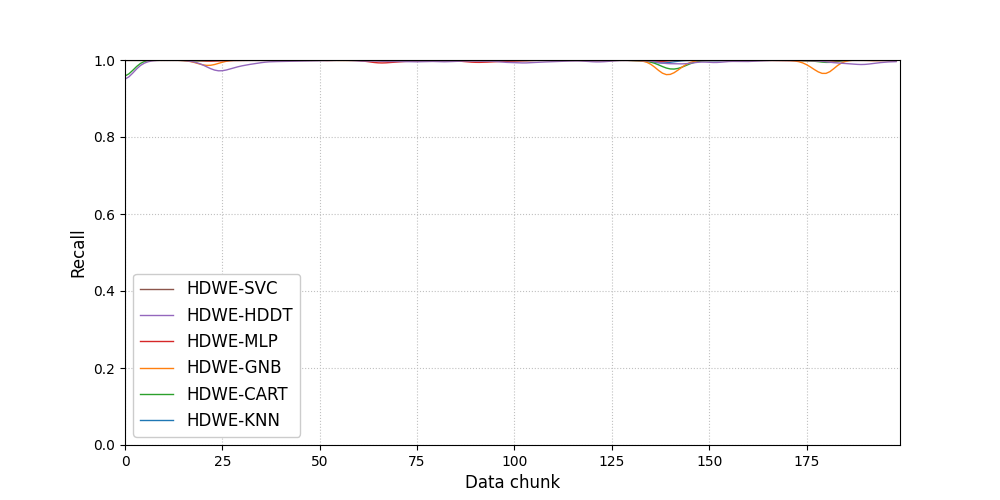 1.0
0.8
0.6
0.4
0.2
0.0
Recall
HDWE-SVC
HDWE-HDDT
HDWE-MLP
HDWE-GNB
HDWE-CART
HDWE-KNN
0 25 50 75 100 125 150 175
Data chunk